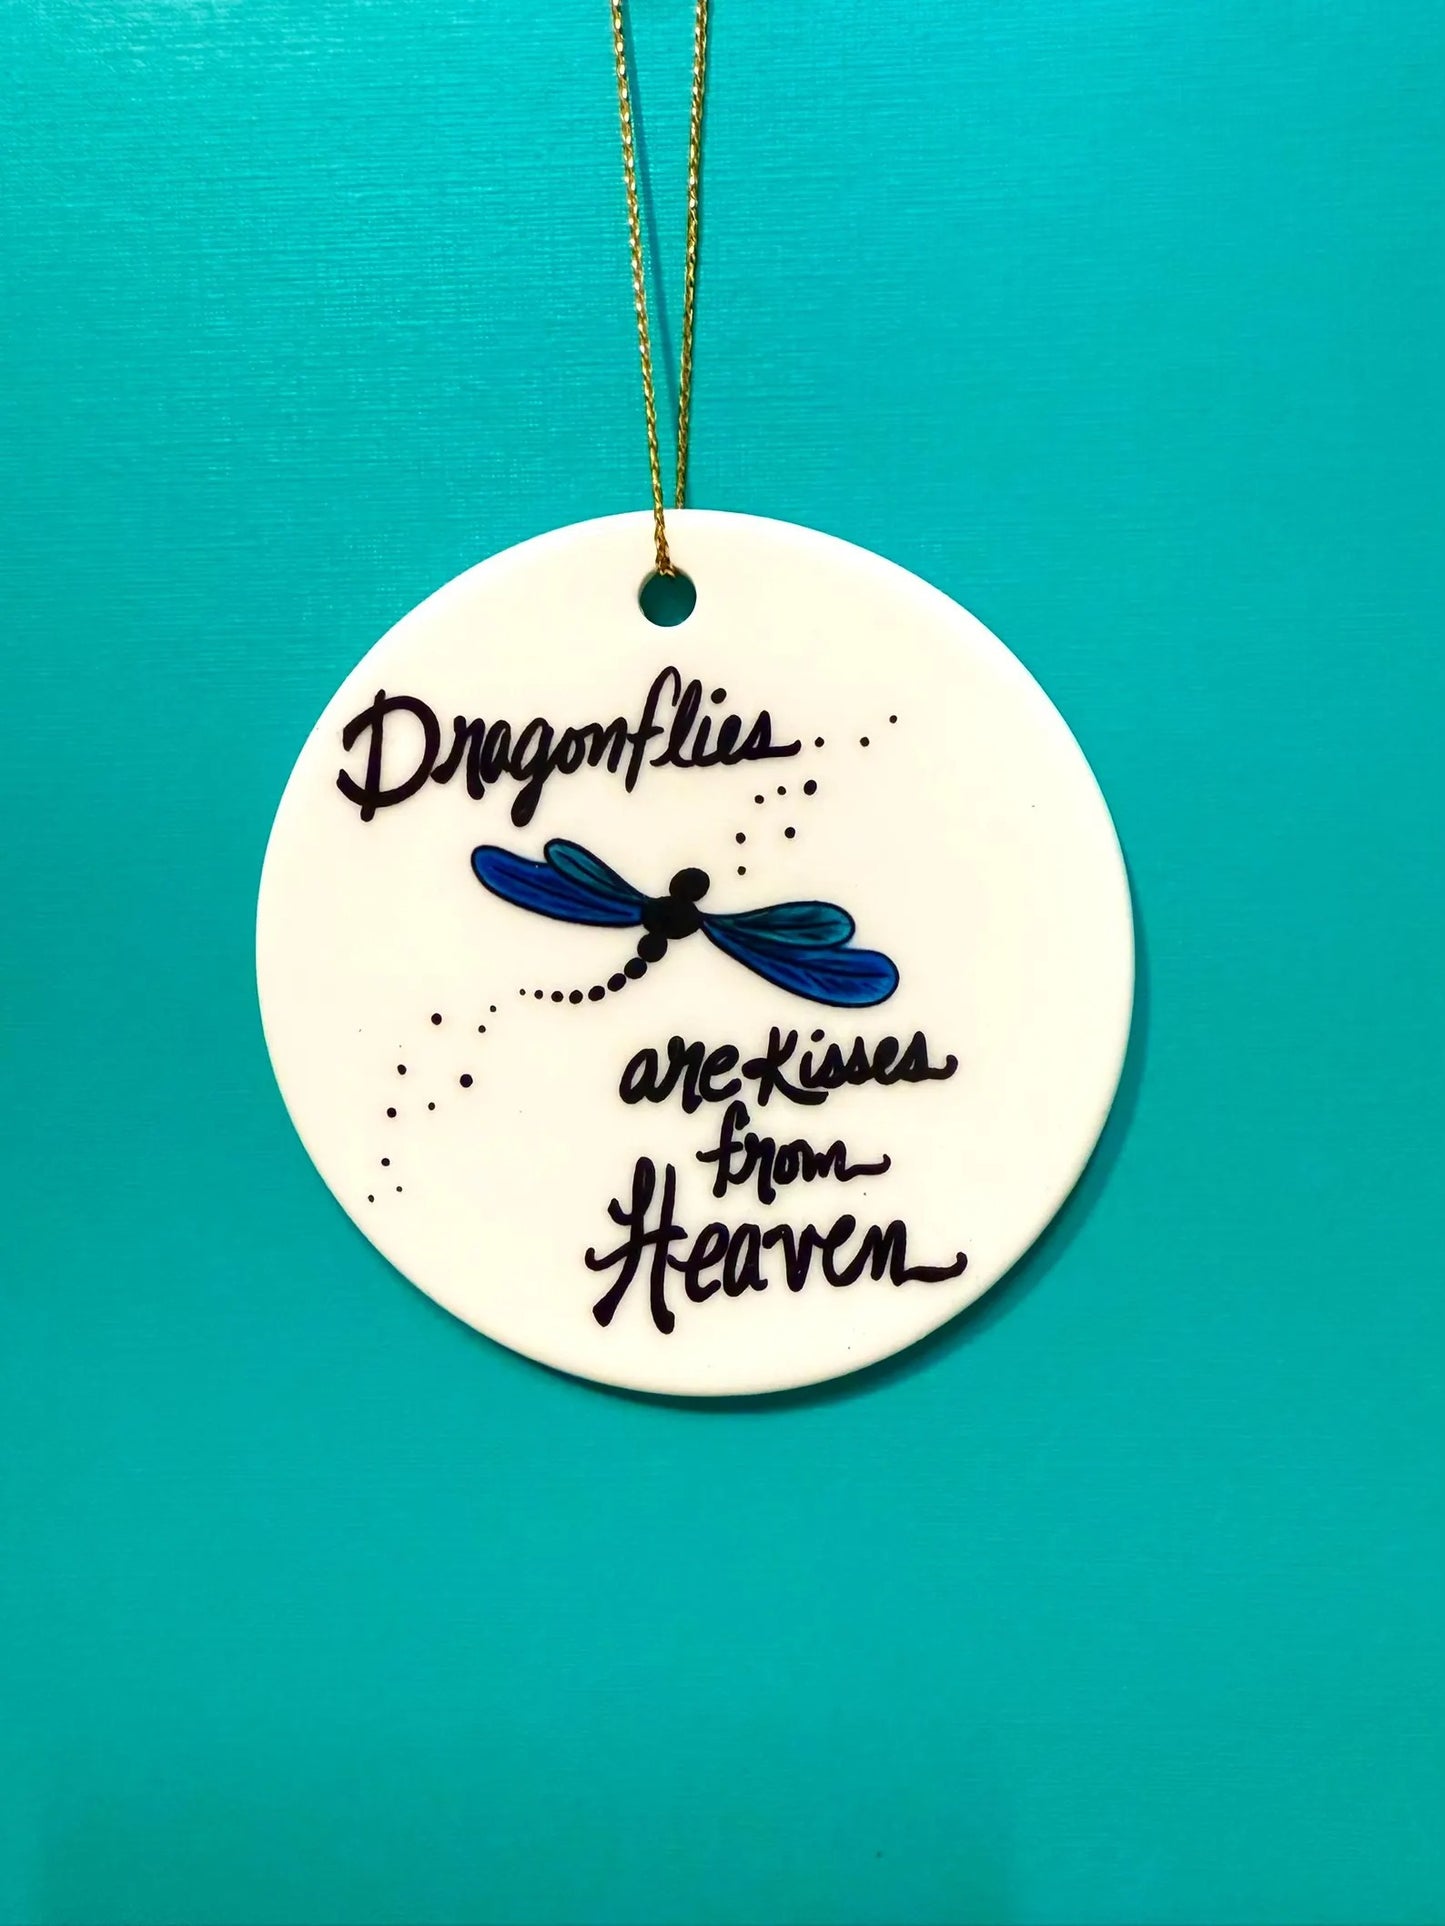 Dragonflies
are Kisses
from
Heaven